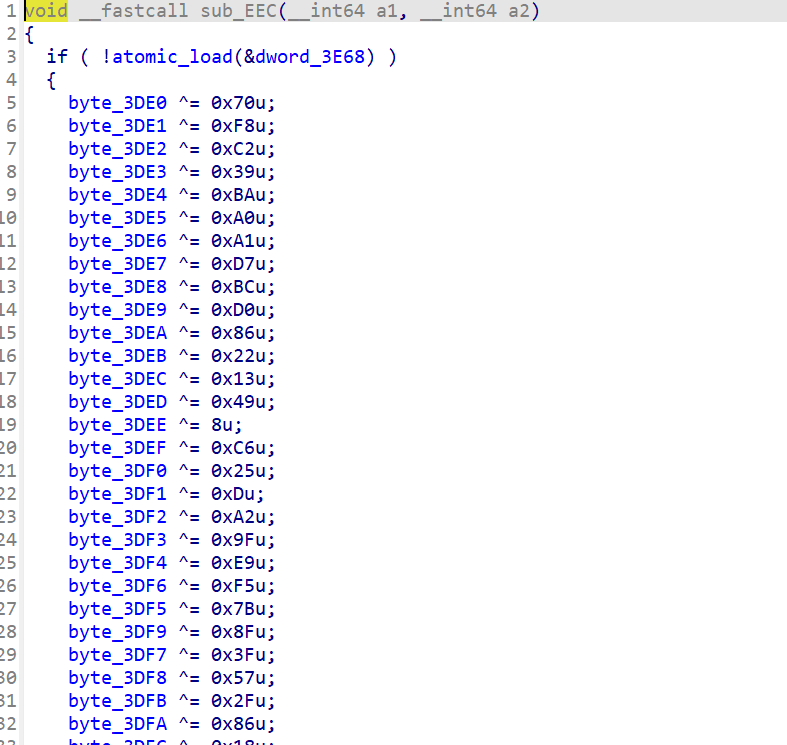 1 void __fastcall sub_EEC(__int64 a1, __int64 a2)
2 {
3 if ( !atomic_load(&dword_3E68) )
4 {
5 byte_3DE0 ^= 0x70u;
6 byte_3DE1 ^= 0xF8u;
7 byte_3DE2 ^= 0xC2u;
8 byte_3DE3 ^= 0x39u;
9 byte_3DE4 ^= 0xBAu;
10 byte_3DE5 ^= 0xA0u;
11 byte_3DE6 ^= 0xA1u;
12 byte_3DE7 ^= 0xD7u;
13 byte_3DE8 ^= 0xBCu;
14 byte_3DE9 ^= 0xD0u;
15 byte_3DEA ^= 0x86u;
16 byte_3DEB ^= 0x22u;
17 byte_3DEC ^= 0x13u;
18 byte_3DED ^= 0x49u;
19 byte_3DEE ^= 8u;
20 byte_3DEF ^= 0xC6u;
21 byte_3DF0 ^= 0x25u;
22 byte_3DF1 ^= 0xDu;
23 byte_3DF2 ^= 0xA2u;
24 byte_3DF3 ^= 0x9Fu;
25 byte_3DF4 ^= 0xE9u;
26 byte_3DF6 ^= 0xF5u;
27 byte_3DF5 ^= 0x7Bu;
28 byte_3DF9 ^= 0x8Fu;
29 byte_3DF7 ^= 0x3Fu;
30 byte_3DF8 ^= 0x57u;
31 byte_3DFB ^= 0x2Fu;
32 byte_3DFA ^= 0x86u;